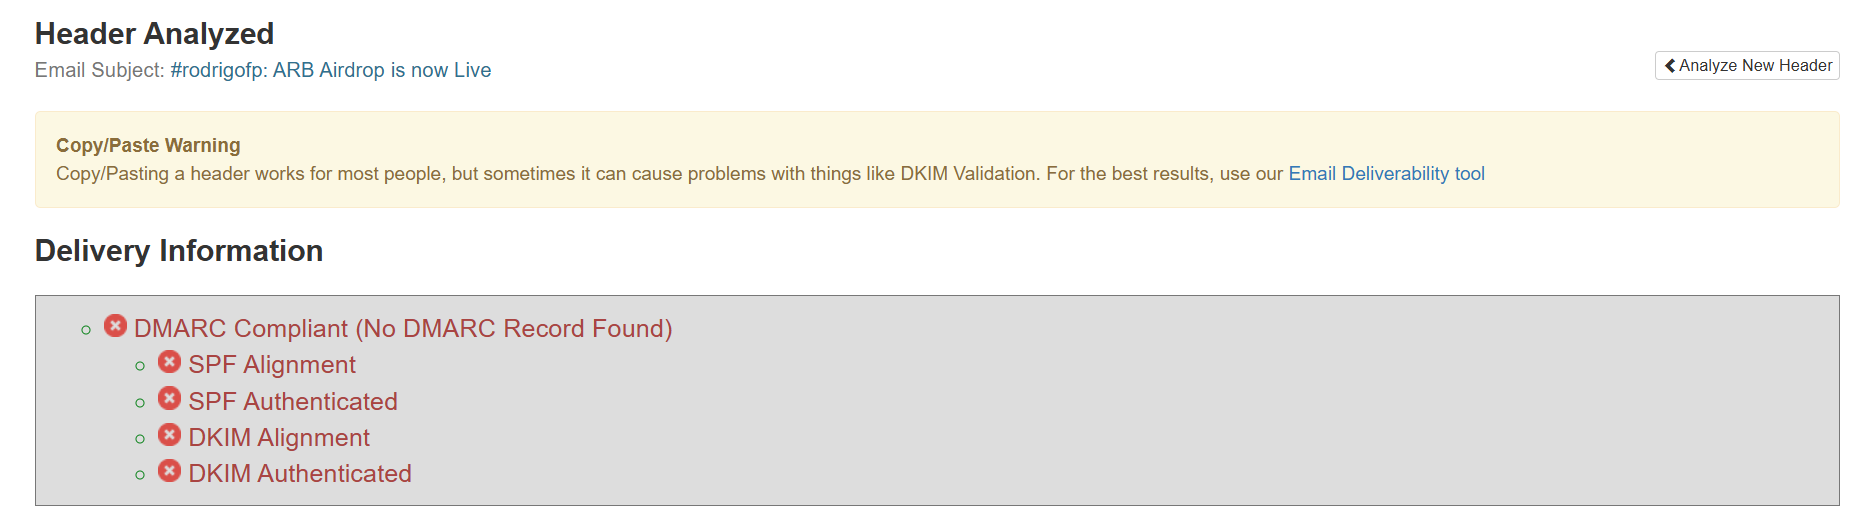 Header Analyzed
Email Subject: #rodrigofp: ARB Airdrop is now Live
Analyze New Header
Copy/Paste Warning
Copy/Pasting a header works for most people, but sometimes it can cause problems with things like DKIM Validation. For the best results, use our Email Deliverability tool
Delivery Information
DMARC Compliant (No DMARC Record Found)
SPF Alignment
SPF Authenticated
DKIM Alignment
DKIM Authenticated